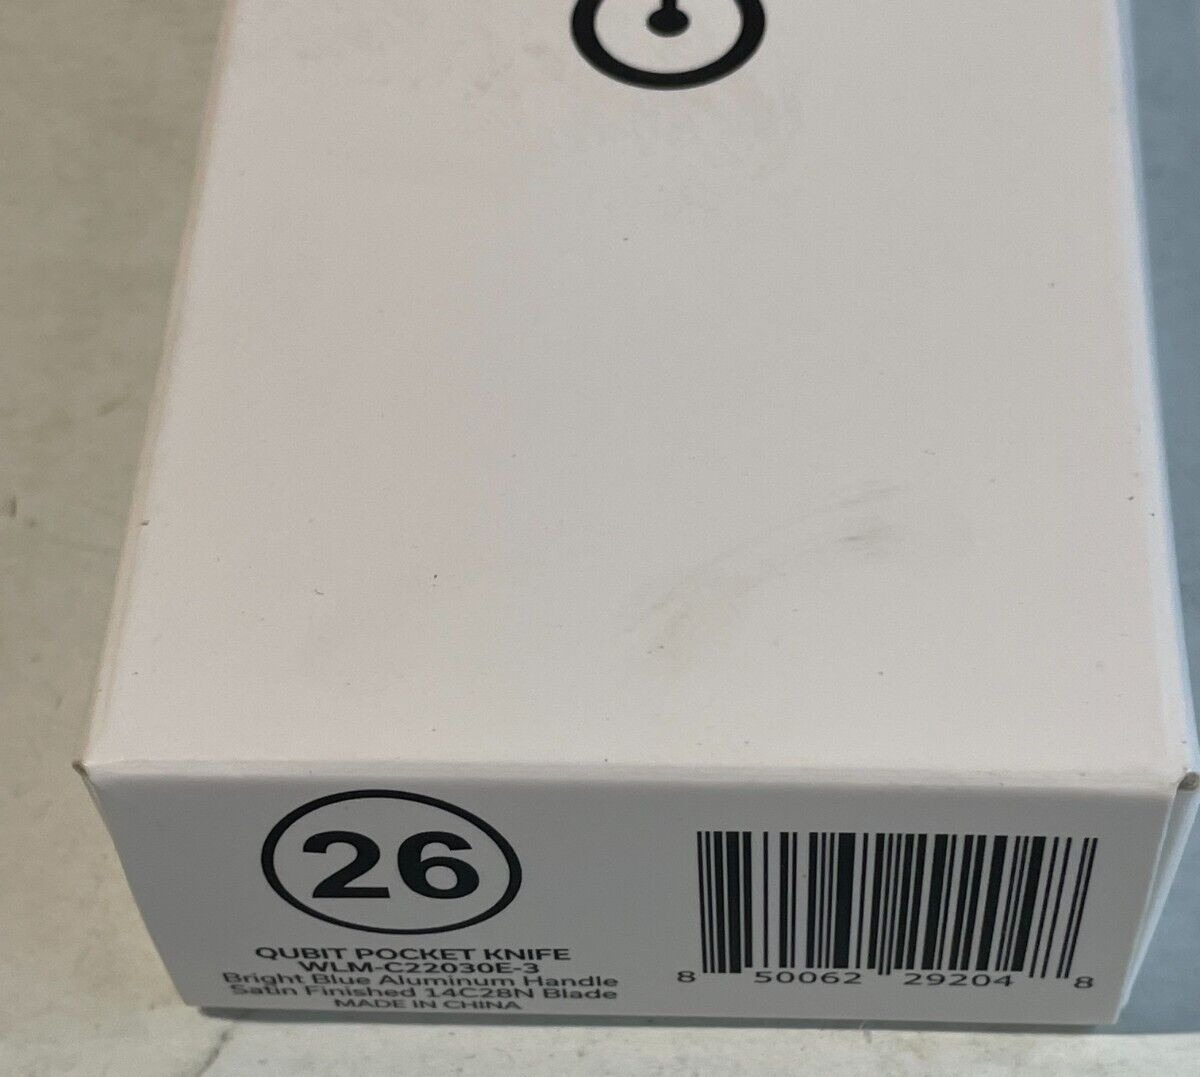 26
QUBIT POCKET KNIFE
WLM-C22030E-3
Bright Blue Aluminum Handle
Satin Finished 14C28N Blade
MADE IN CHINA
8 50062 29204 8